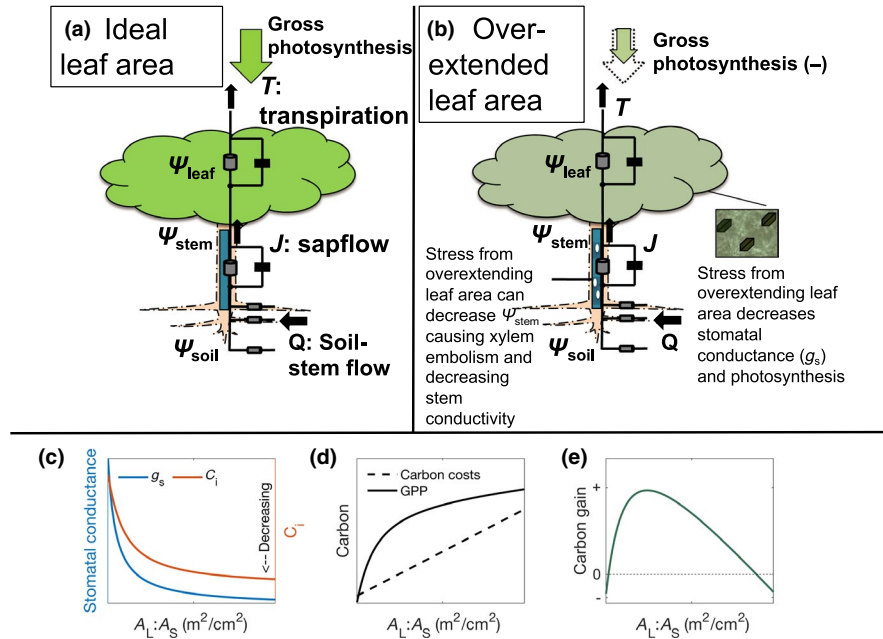 (a) Ideal
leaf area
Gross
photosynthesis
T:
transpiration
Ψleaf
Ψstem
J: sapflow
Ψsoil
Q: Soil-
stem flow
(b) Over-
extended
leaf area
Gross
photosynthesis (–)
T
Ψleaf
Ψstem
J
Stress from
overextending
leaf area can
decrease Ψstem
causing xylem
embolism and
decreasing
stem
conductivity
Ψsoil
Q
Stress from
overextending leaf
area decreases
stomatal
conductance (gs)
and photosynthesis
(c)
Stomatal conductance
gs
Ci
<-- Decreasing
Ci
AL:AS (m²/cm²)
(d)
Carbon
Carbon costs
GPP
AL:AS (m²/cm²)
(e)
Carbon gain
+
0
–
AL:AS (m²/cm²)